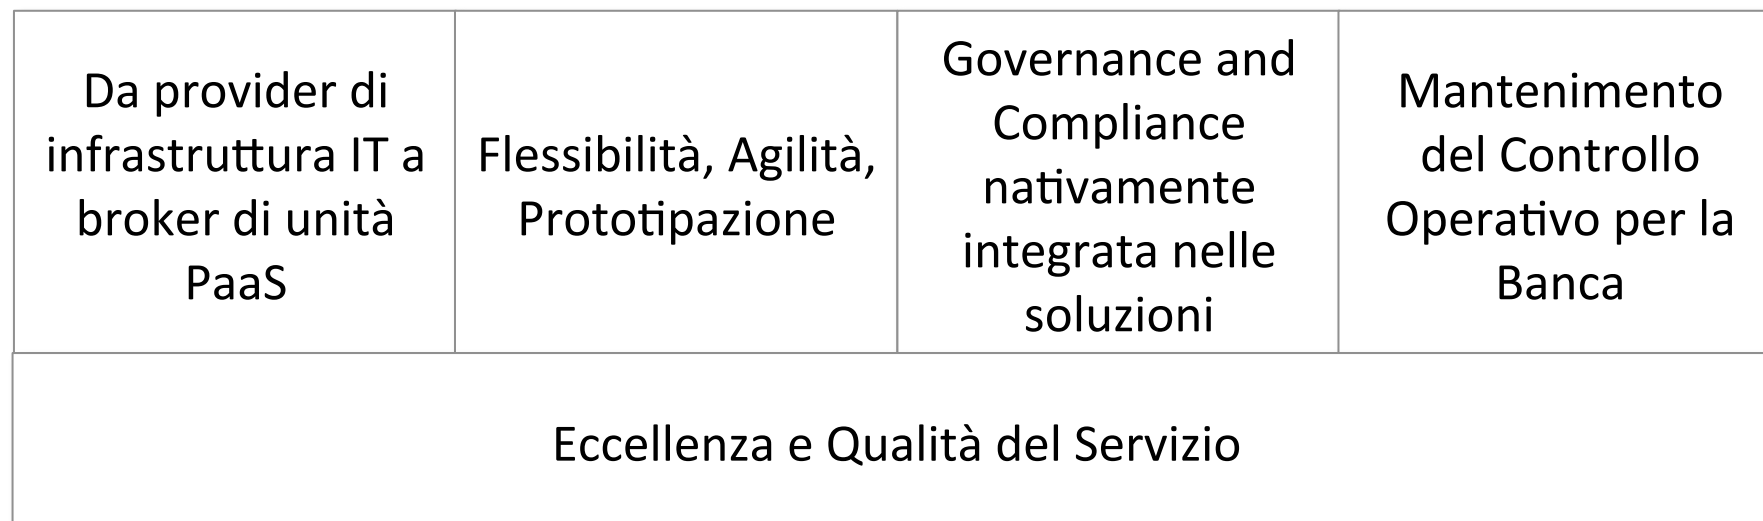 Da provider di
infrastruttura IT a
broker di unità
PaaS
Flessibilità, Agilità,
Prototipazione
Governance and
Compliance
nativamente
integrata nelle
soluzioni
Mantenimento
del Controllo
Operativo per la
Banca
Eccellenza e Qualità del Servizio